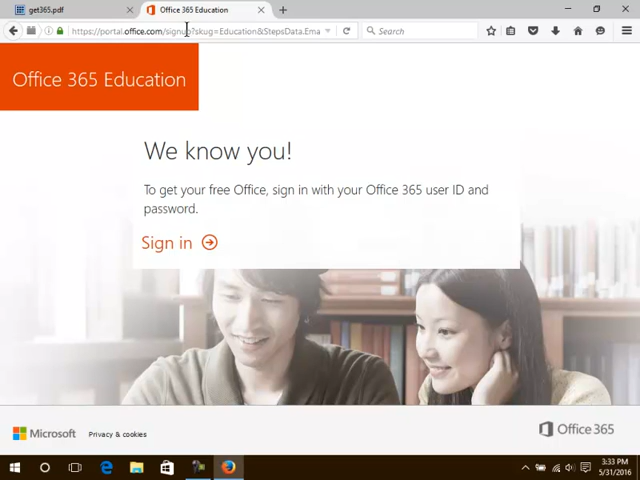 get365.pdf
Office 365 Education
https://portal.office.com/signup?skug=Education&StepsData.Ema
Search
Office 365 Education
We know you!
To get your free Office, sign in with your Office 365 user ID and
password.
Sign in
Microsoft
Privacy & cookies
Office 365
3:33 PM
5/31/2016